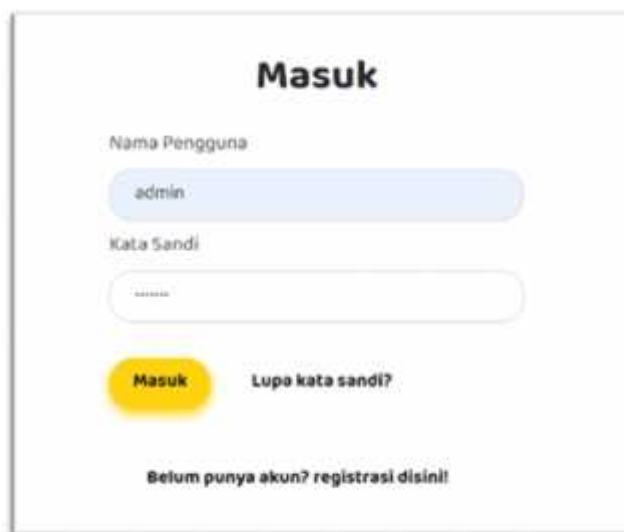 Masuk
Nama Pengguna
admin
Kata Sandi
.......
Masuk Lupa kata sandi?
Belum punya akun? registrasi disini!